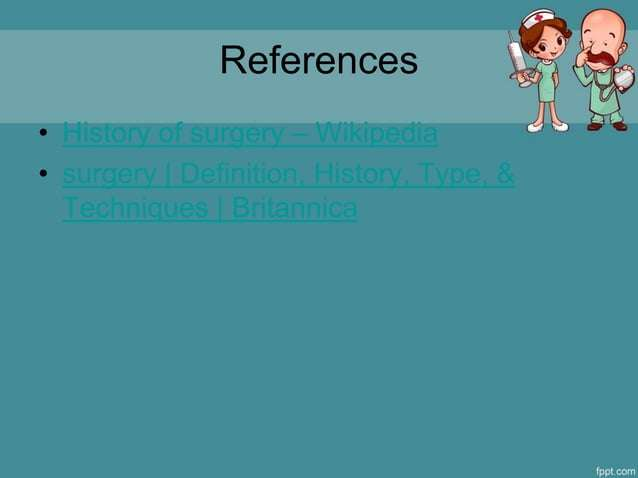 References
• History of surgery – Wikipedia
• surgery | Definition, History, Type, &
Techniques | Britannica
fppt.com